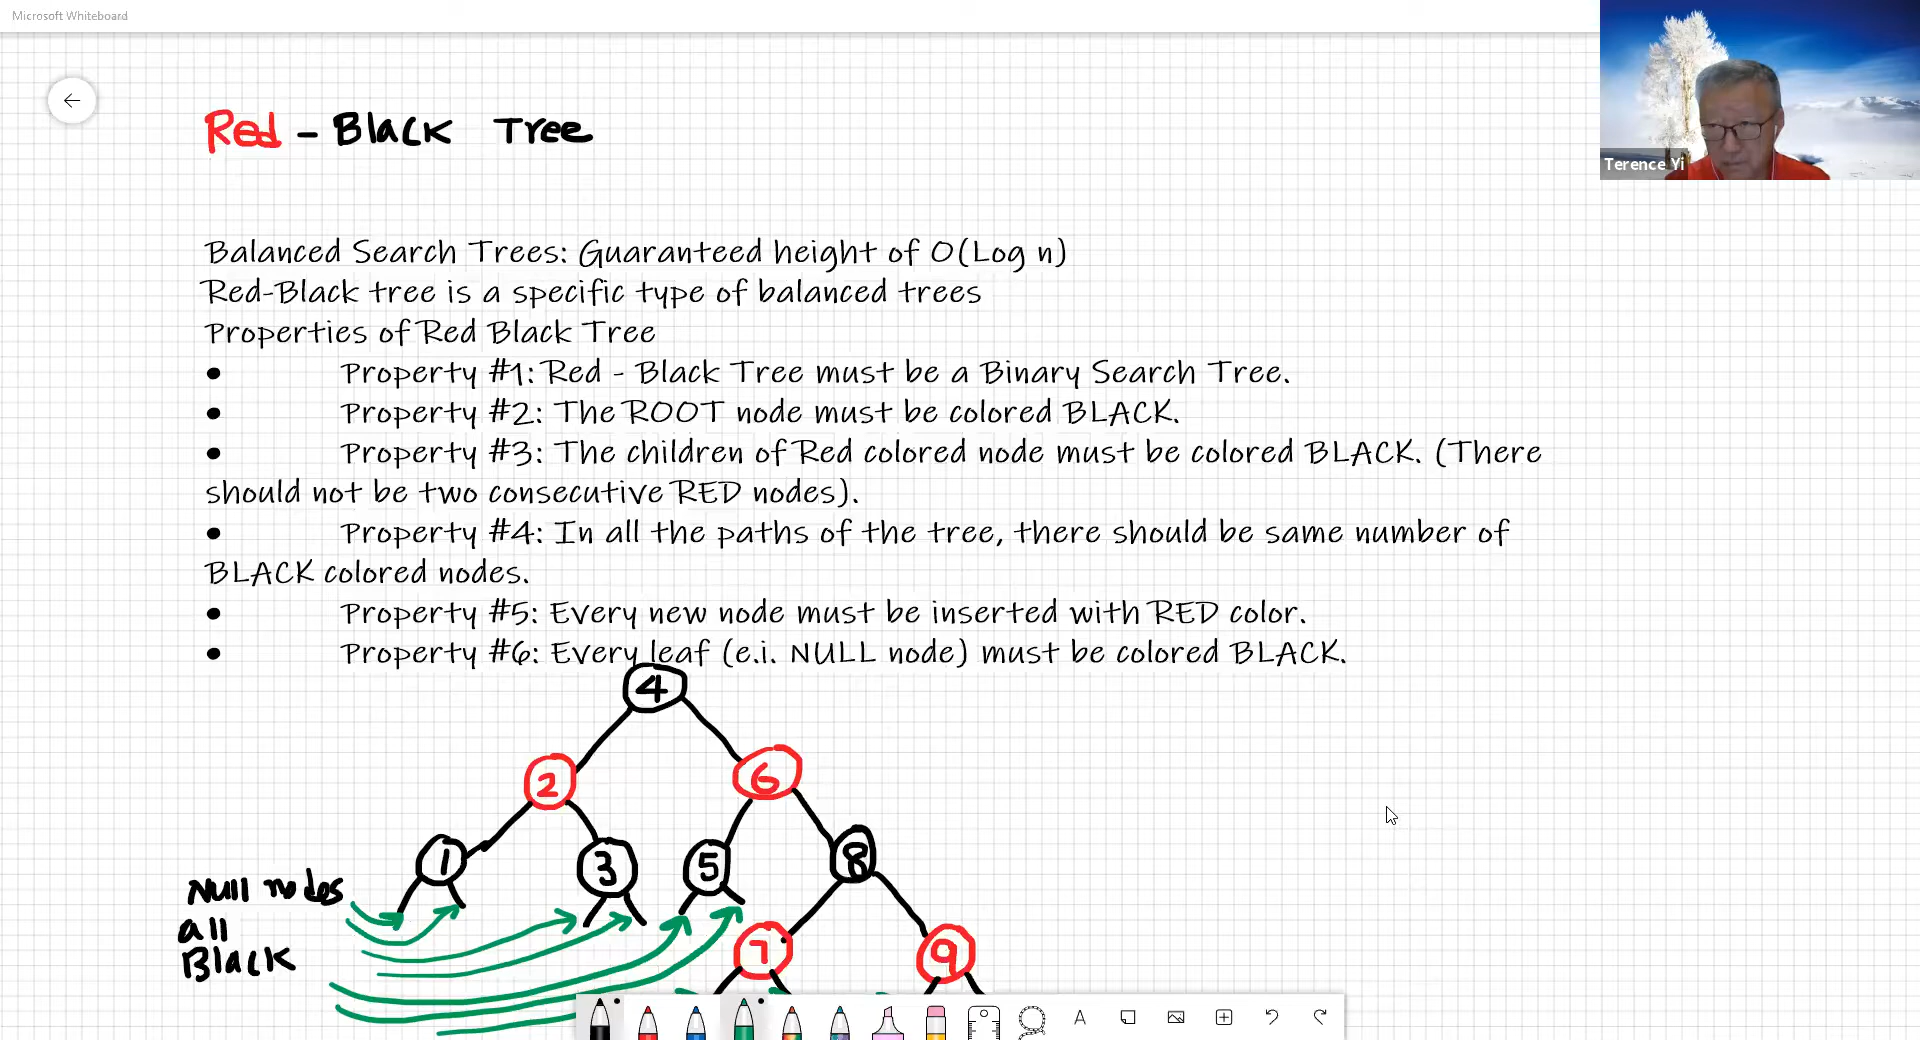 Microsoft Whiteboard
Red - Black Tree
Terence Yi
Balanced Search Trees: Guaranteed height of O(Log n)
Red-Black tree is a specific type of balanced trees
Properties of Red Black Tree
• Property #1: Red - Black Tree must be a Binary Search Tree.
• Property #2: The ROOT node must be colored BLACK.
• Property #3: The children of Red colored node must be colored BLACK. (There
should not be two consecutive RED nodes).
• Property #4: In all the paths of the tree, there should be same number of
BLACK colored nodes.
• Property #5: Every new node must be inserted with RED color.
• Property #6: Every leaf (e.i. NULL node) must be colored BLACK.
4
2 6
1 3 5 8
Null nodes
all
Black
7 9
A